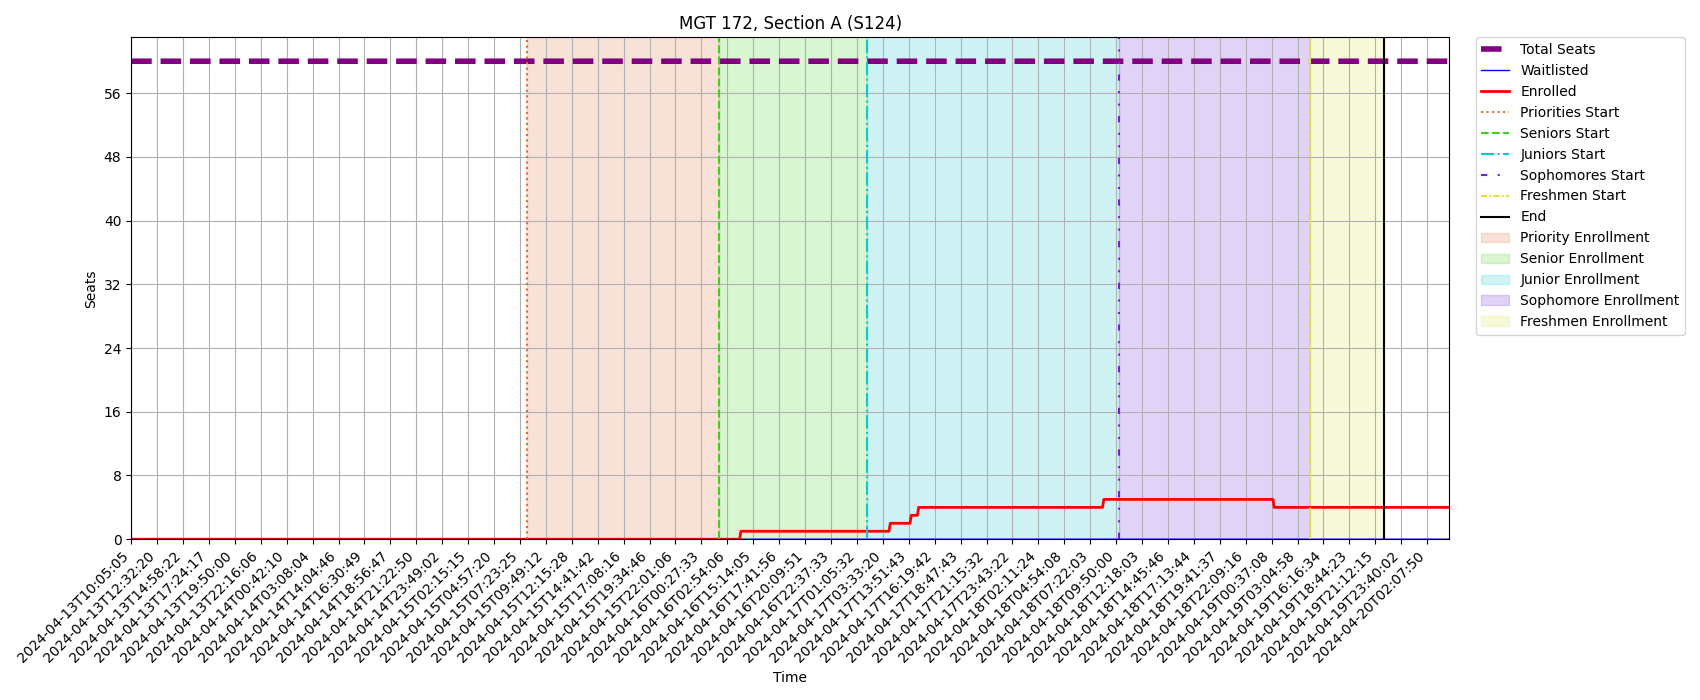 MGT 172, Section A (S124)
Seats
56
48
40
32
24
16
8
0
2024-04-13T10:05:05
2024-04-13T12:32:20
2024-04-13T14:58:22
2024-04-13T17:24:17
2024-04-13T19:50:00
2024-04-13T22:16:06
2024-04-14T00:42:10
2024-04-14T03:08:04
2024-04-14T14:04:46
2024-04-14T16:30:49
2024-04-14T18:56:47
2024-04-14T21:22:50
2024-04-14T23:49:02
2024-04-15T02:15:15
2024-04-15T04:57:20
2024-04-15T07:23:25
2024-04-15T09:49:12
2024-04-15T12:15:28
2024-04-15T14:41:42
2024-04-15T17:08:16
2024-04-15T19:34:46
2024-04-15T22:01:06
2024-04-16T00:27:33
2024-04-16T02:54:06
2024-04-16T15:14:05
2024-04-16T17:41:56
2024-04-16T20:09:51
2024-04-16T22:37:33
2024-04-17T01:05:32
2024-04-17T03:33:20
2024-04-17T13:51:43
2024-04-17T16:19:42
2024-04-17T18:47:43
2024-04-17T21:15:32
2024-04-17T23:43:22
2024-04-18T02:11:24
2024-04-18T04:54:08
2024-04-18T07:22:03
2024-04-18T09:50:00
2024-04-18T12:18:03
2024-04-18T14:45:46
2024-04-18T17:13:44
2024-04-18T19:41:37
2024-04-18T22:09:16
2024-04-19T00:37:08
2024-04-19T03:04:58
2024-04-19T16:16:34
2024-04-19T18:44:23
2024-04-19T21:12:15
2024-04-19T23:40:02
2024-04-20T02:07:50
Time
Total Seats
Waitlisted
Enrolled
Priorities Start
Seniors Start
Juniors Start
Sophomores Start
Freshmen Start
End
Priority Enrollment
Senior Enrollment
Junior Enrollment
Sophomore Enrollment
Freshmen Enrollment